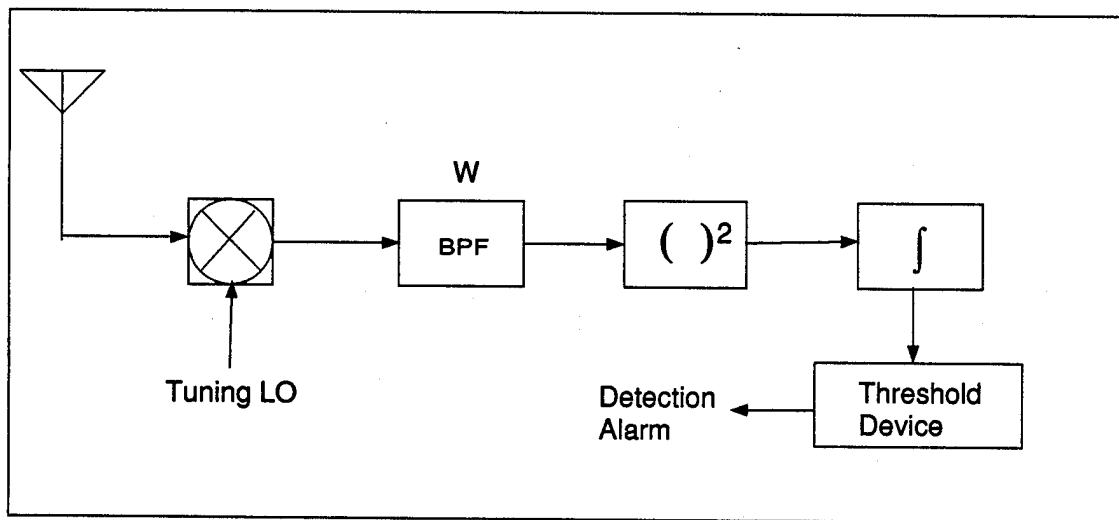 W
BPF
( )²
∫
Tuning LO
Detection
Alarm
Threshold
Device